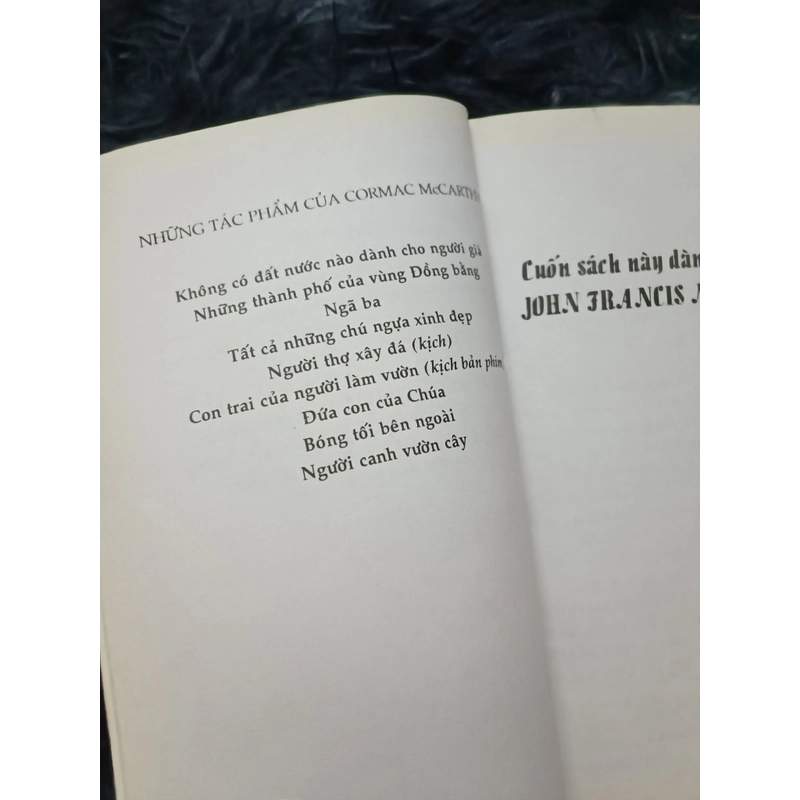 NHỮNG TÁC PHẨM CỦA CORMAC McCARTHY
Không có đất nước nào dành cho người già
Những thành phố của vùng Đồng bằng
Ngã ba
Tất cả những chú ngựa xinh đẹp
Người thợ xây đá (kịch)
Con trai của người làm vườn (kịch bản phim)
Đứa con của Chúa
Bóng tối bên ngoài
Người canh vườn cây
Cuốn sách này
JOHN FRANCIS